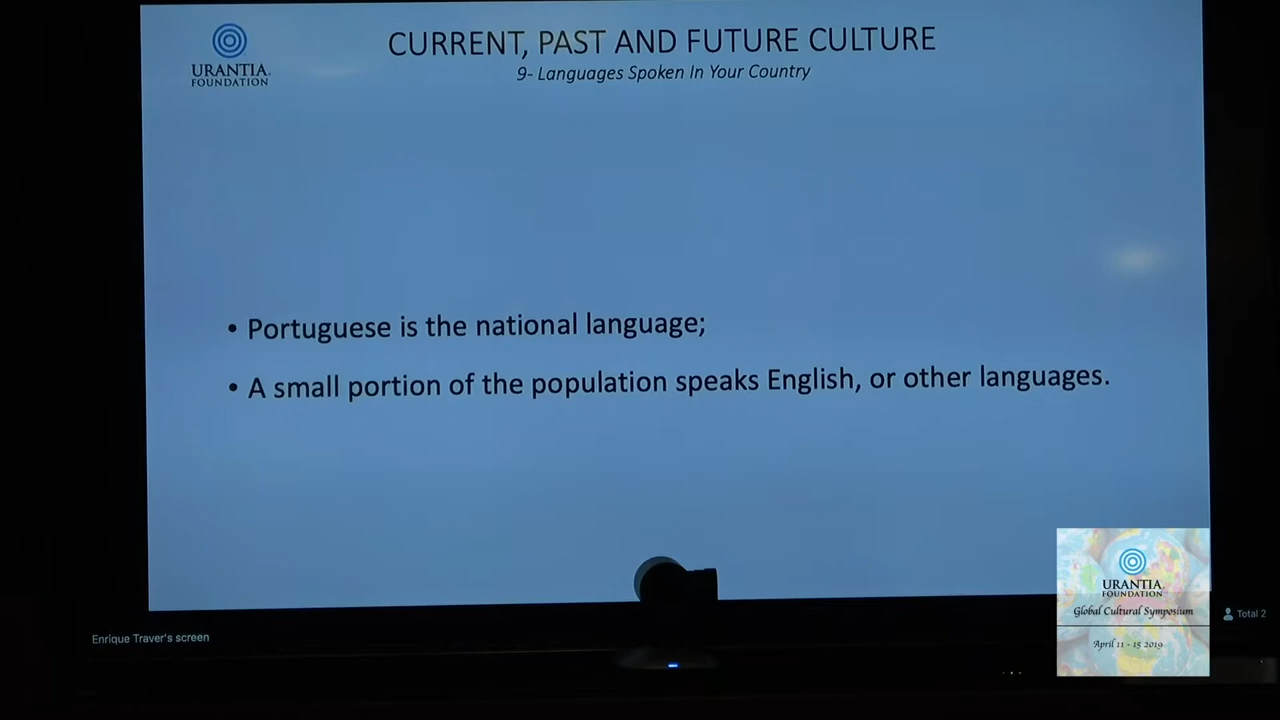 URANTIA
FOUNDATION
CURRENT, PAST AND FUTURE CULTURE
9- Languages Spoken In Your Country
• Portuguese is the national language;
• A small portion of the population speaks English, or other languages.
URANTIA
FOUNDATION
Global Cultural Symposium
April 11 - 15 2019
Total 2
Enrique Traver's screen